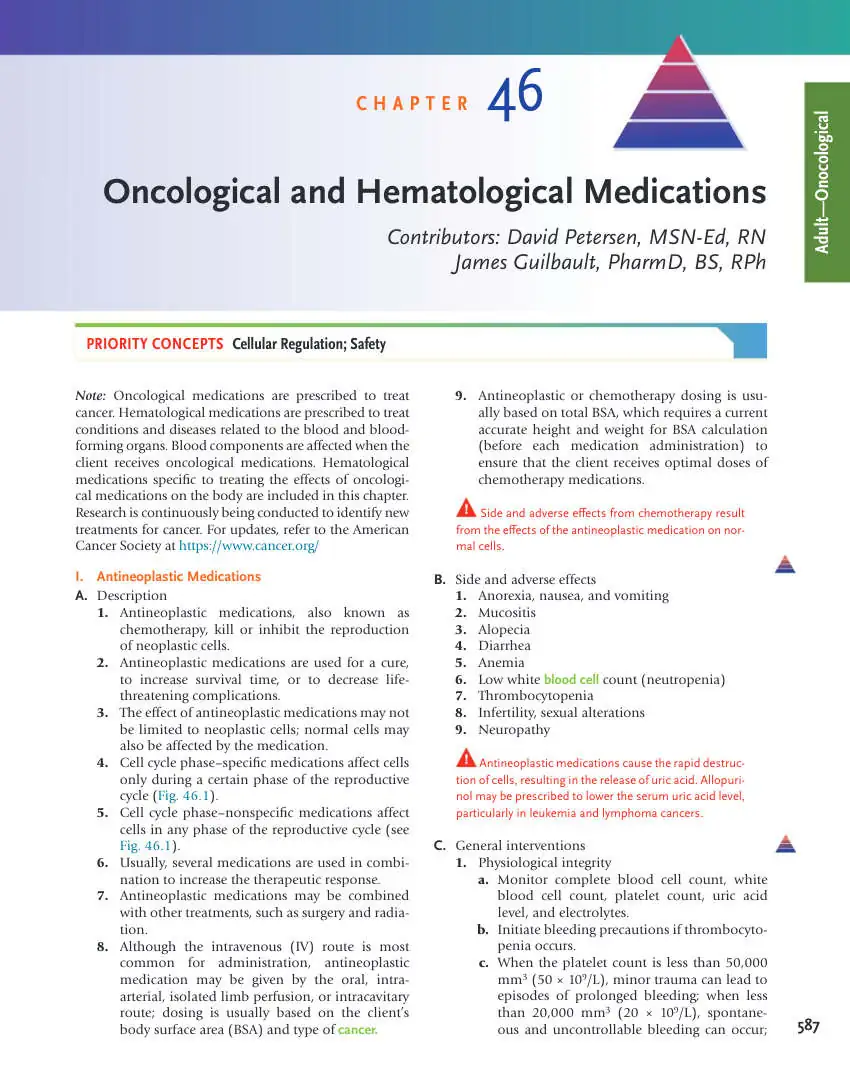 CHAPTER 46
Adult—Onocological
Oncological and Hematological Medications
Contributors: David Petersen, MSN-Ed, RN
James Guilbault, PharmD, BS, RPh
PRIORITY CONCEPTS Cellular Regulation; Safety
Note: Oncological medications are prescribed to treat
cancer. Hematological medications are prescribed to treat
conditions and diseases related to the blood and blood-
forming organs. Blood components are affected when the
client receives oncological medications. Hematological
medications specific to treating the effects of oncologi-
cal medications on the body are included in this chapter.
Research is continuously being conducted to identify new
treatments for cancer. For updates, refer to the American
Cancer Society at https://www.cancer.org/
I. Antineoplastic Medications
A. Description
1. Antineoplastic medications, also known as
chemotherapy, kill or inhibit the reproduction
of neoplastic cells.
2. Antineoplastic medications are used for a cure,
to increase survival time, or to decrease life-
threatening complications.
3. The effect of antineoplastic medications may not
be limited to neoplastic cells; normal cells may
also be affected by the medication.
4. Cell cycle phase–specific medications affect cells
only during a certain phase of the reproductive
cycle (Fig. 46.1).
5. Cell cycle phase–nonspecific medications affect
cells in any phase of the reproductive cycle (see
Fig. 46.1).
6. Usually, several medications are used in combi-
nation to increase the therapeutic response.
7. Antineoplastic medications may be combined
with other treatments, such as surgery and radia-
tion.
8. Although the intravenous (IV) route is most
common for administration, antineoplastic
medication may be given by the oral, intra-
arterial, isolated limb perfusion, or intracavitary
route; dosing is usually based on the client's
body surface area (BSA) and type of cancer.
9. Antineoplastic or chemotherapy dosing is usu-
ally based on total BSA, which requires a current
accurate height and weight for BSA calculation
(before each medication administration) to
ensure that the client receives optimal doses of
chemotherapy medications.
Side and adverse effects from chemotherapy result
from the effects of the antineoplastic medication on nor-
mal cells.
B. Side and adverse effects
1. Anorexia, nausea, and vomiting
2. Mucositis
3. Alopecia
4. Diarrhea
5. Anemia
6. Low white blood cell count (neutropenia)
7. Thrombocytopenia
8. Infertility, sexual alterations
9. Neuropathy
Antineoplastic medications cause the rapid destruc-
tion of cells, resulting in the release of uric acid. Allopuri-
nol may be prescribed to lower the serum uric acid level,
particularly in leukemia and lymphoma cancers.
C. General interventions
1. Physiological integrity
a. Monitor complete blood cell count, white
blood cell count, platelet count, uric acid
level, and electrolytes.
b. Initiate bleeding precautions if thrombocyto-
penia occurs.
c. When the platelet count is less than 50,000
mm³ (50 × 10⁹/L), minor trauma can lead to
episodes of prolonged bleeding; when less
than 20,000 mm³ (20 × 10⁹/L), spontane-
ous and uncontrollable bleeding can occur;
587